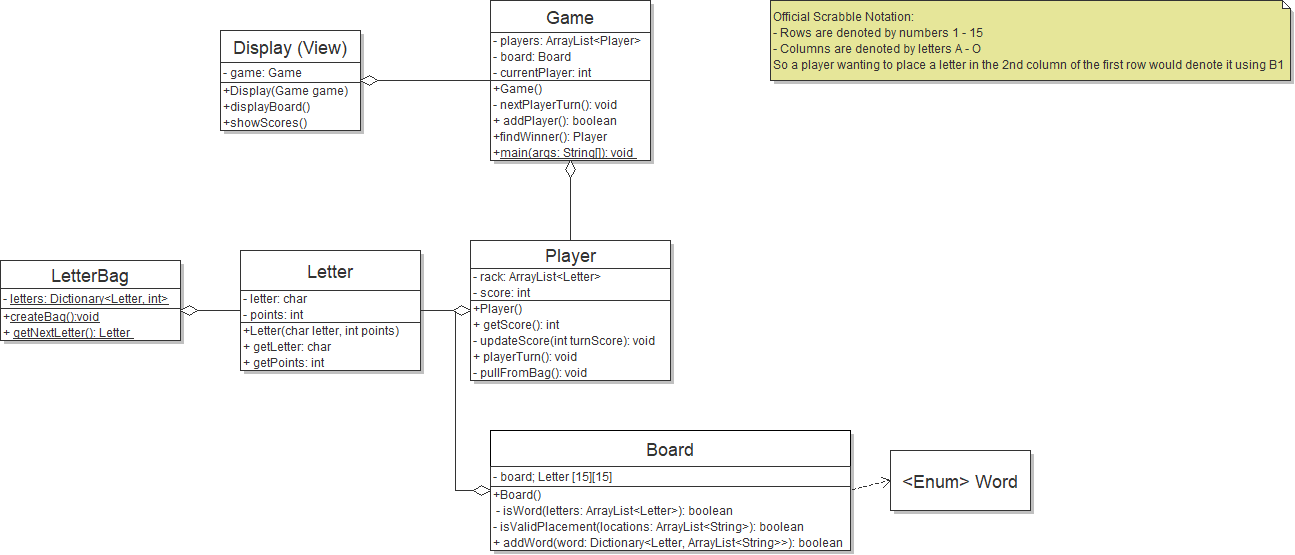 Game
- players: ArrayList<Player>
- board: Board
- currentPlayer: int
+Game()
- nextPlayerTurn(): void
+ addPlayer(): boolean
+findWinner(): Player
+main(args: String[]): void
Display (View)
- game: Game
+Display(Game game)
+displayBoard()
+showScores()
Official Scrabble Notation:
- Rows are denoted by numbers 1 - 15
- Columns are denoted by letters A - O
So a player wanting to place a letter in the 2nd column of the first row would denote it using B1
LetterBag
- letters: Dictionary<Letter, int>
+createBag():void
+ getNextLetter(): Letter
Letter
- letter: char
- points: int
+Letter(char letter, int points)
+ getLetter: char
+ getPoints: int
Player
- rack: ArrayList<Letter>
- score: int
+Player()
+ getScore(): int
- updateScore(int turnScore): void
+ playerTurn(): void
- pullFromBag(): void
Board
- board; Letter [15][15]
+Board()
- isWord(letters: ArrayList<Letter>): boolean
- isValidPlacement(locations: ArrayList<String>): boolean
+ addWord(word: Dictionary<Letter, ArrayList<String>>): boolean
<Enum> Word